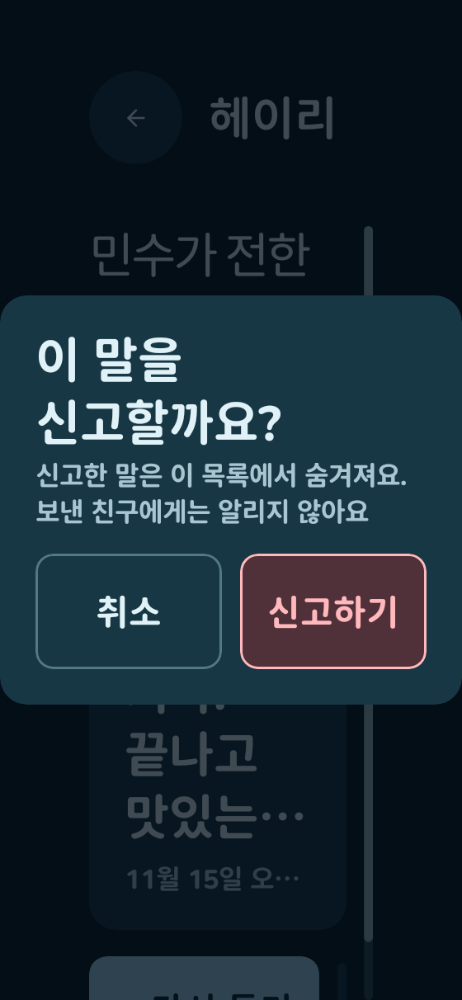 헤이리
민수가 전한
이 말을
신고할까요?
신고한 말은 이 목록에서 숨겨져요.
보낸 친구에게는 알리지 않아요
취소
신고하기
끝나고
맛있는…
11월 15일 오…